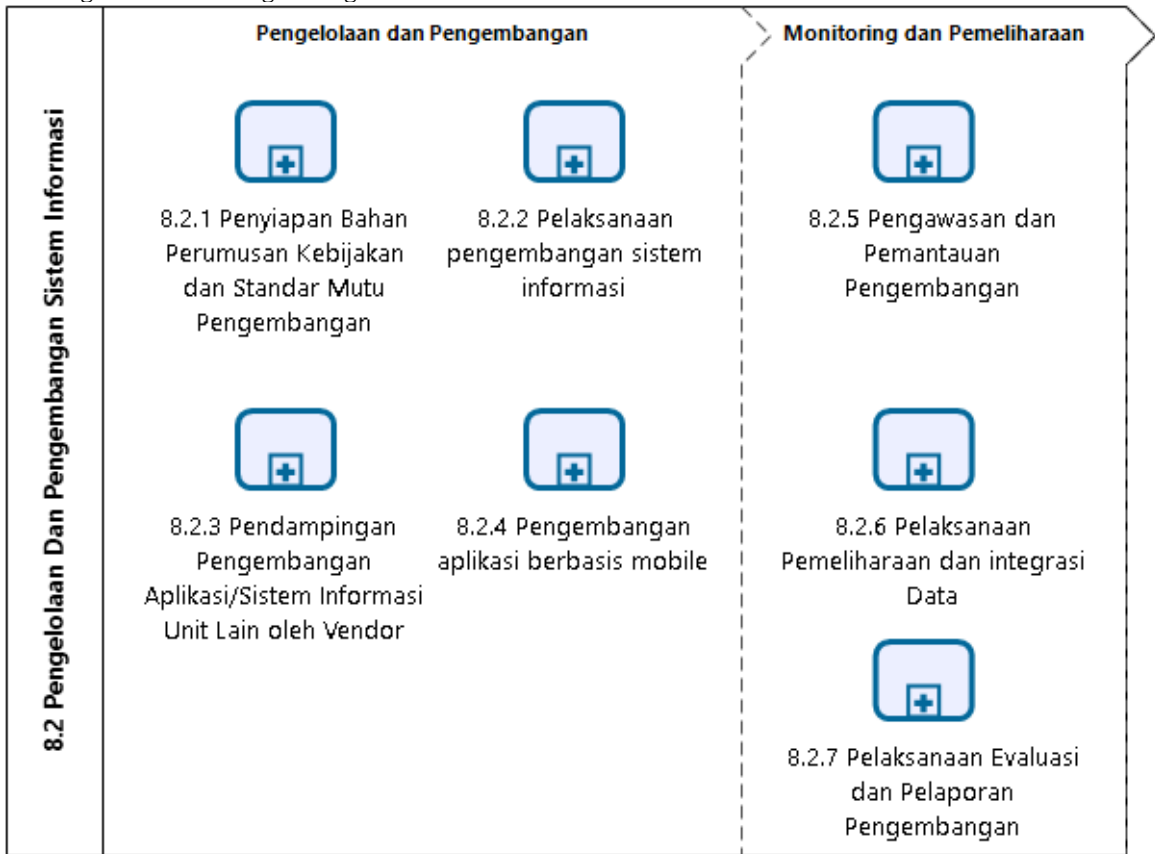 Pengelolaan dan Pengembangan
Monitoring dan Pemeliharaan
8.2 Pengelolaan Dan Pengembangan Sistem Informasi
8.2.1 Penyiapan Bahan
Perumusan Kebijakan
dan Standar Mutu
Pengembangan
8.2.2 Pelaksanaan
pengembangan sistem
informasi
8.2.5 Pengawasan dan
Pemantauan
Pengembangan
8.2.3 Pendampingan
Pengembangan
Aplikasi/Sistem Informasi
Unit Lain oleh Vendor
8.2.4 Pengembangan
aplikasi berbasis mobile
8.2.6 Pelaksanaan
Pemeliharaan dan integrasi
Data
8.2.7 Pelaksanaan Evaluasi
dan Pelaporan
Pengembangan